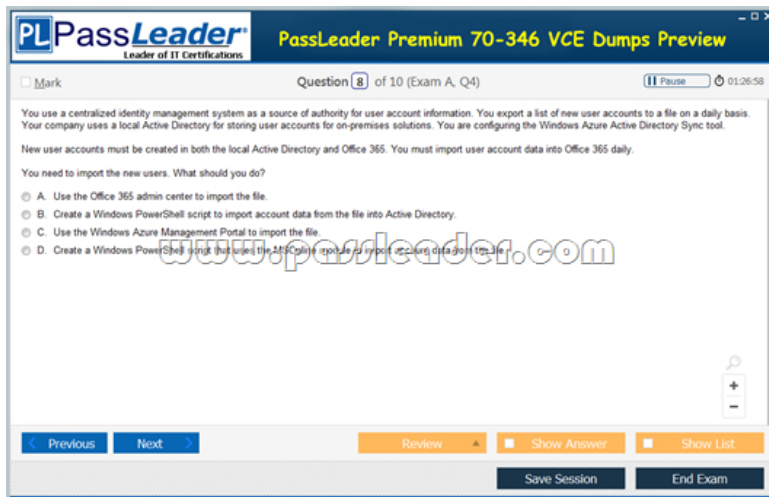 PL PassLeader®
Leader of IT Certifications
PassLeader Premium 70-346 VCE Dumps Preview
Mark
Question 8 of 10 (Exam A, Q4)
Pause
01:26:58
You use a centralized identity management system as a source of authority for user account information. You export a list of new user accounts to a file on a daily basis.
Your company uses a local Active Directory for storing user accounts for on-premises solutions. You are configuring the Windows Azure Active Directory Sync tool.
New user accounts must be created in both the local Active Directory and Office 365. You must import user account data into Office 365 daily.
You need to import the new users. What should you do?
A. Use the Office 365 admin center to import the file.
B. Create a Windows PowerShell script to import account data from the file into Active Directory.
C. Use the Windows Azure Management Portal to import the file.
D. Create a Windows PowerShell script that uses the MSOnline module to import account data from the file.
www.passleader.com
Previous
Next
Review
Show Answer
Show List
Save Session
End Exam